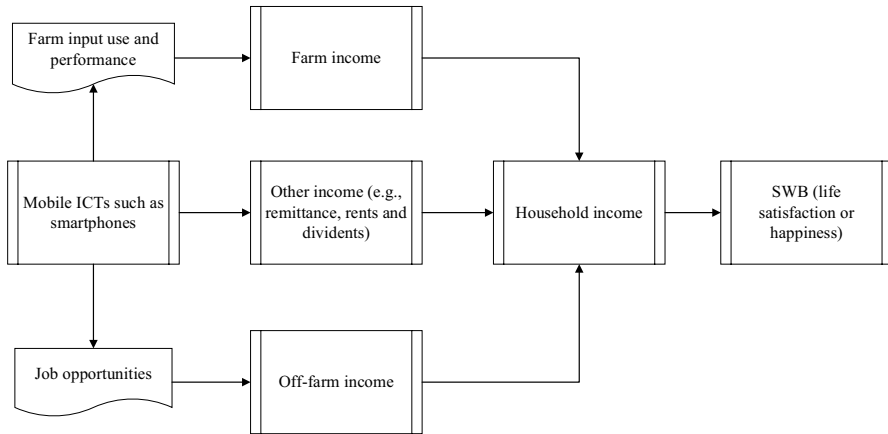 Farm input use and
performance
Farm income
Mobile ICTs such as
smartphones
Other income (e.g.,
remittance, rents and
dividents)
Household income
SWB (life
satisfaction or
happiness)
Job opportunities
Off-farm income